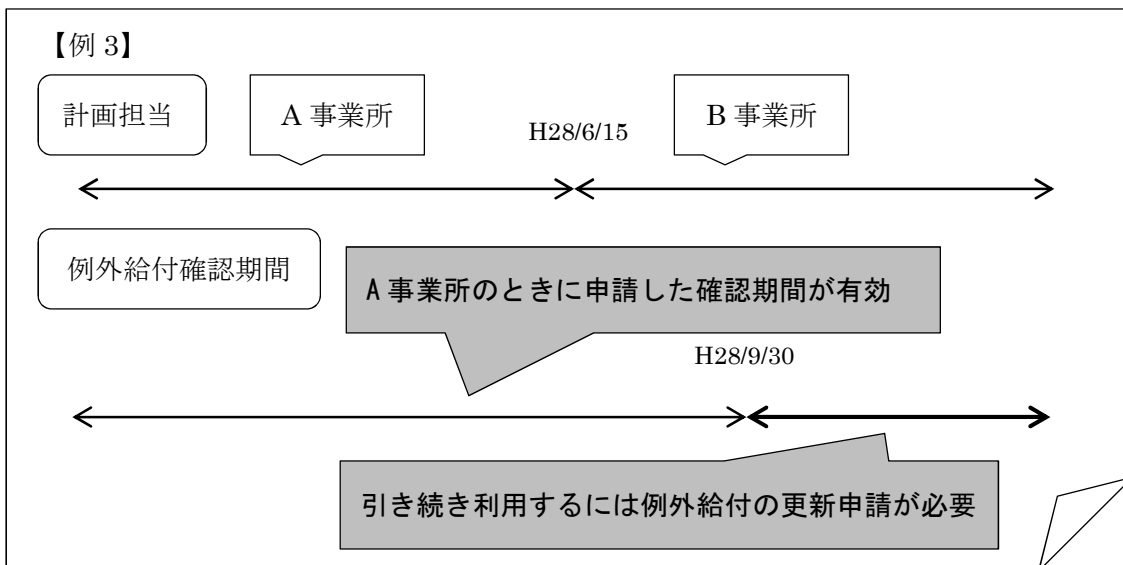 【例 3】
計画担当
A 事業所
H28/6/15
B 事業所
例外給付確認期間
A 事業所のときに申請した確認期間が有効
H28/9/30
引き続き利用するには例外給付の更新申請が必要